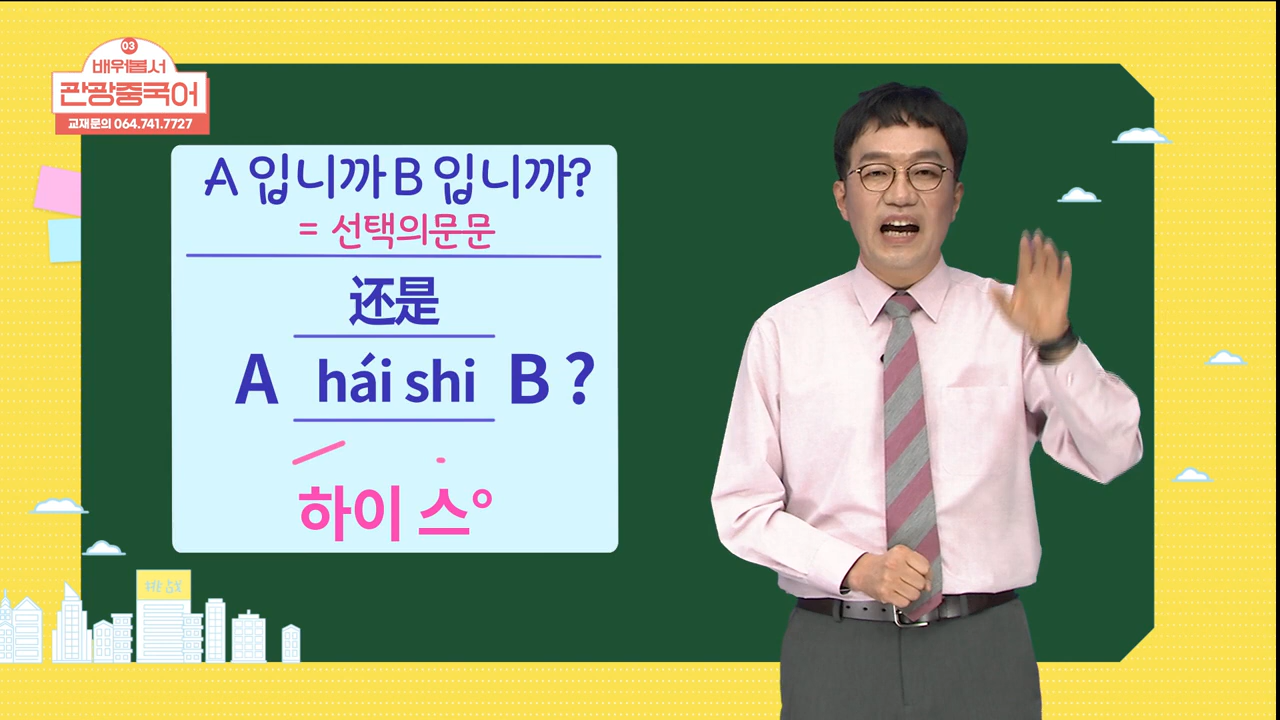 03
배워봅서
관광중국어
교재문의 064.741.7727
A 입니까 B 입니까?
= 선택의문문
还是
A hái shi B ?
하이 스°